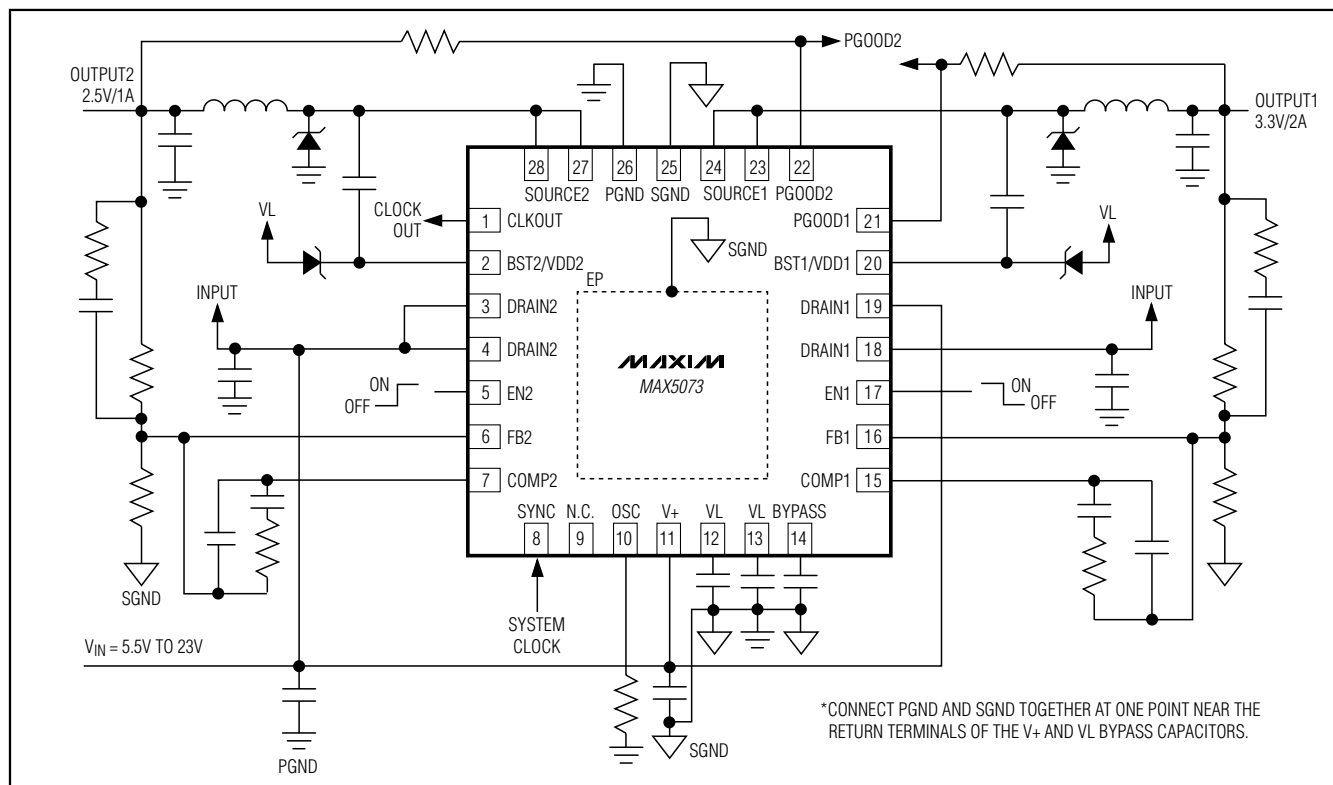 PGOOD2
OUTPUT2
2.5V/1A
OUTPUT1
3.3V/2A
28 27 26 25 24 23 22
SOURCE2 PGND SGND SOURCE1 PGOOD2
CLOCK
OUT
1 CLKOUT
PGOOD1 21
VL
SGND
VL
2 BST2/VDD2
BST1/VDD1 20
EP
INPUT
3 DRAIN2
DRAIN1 19
INPUT
4 DRAIN2
MAXIM
MAX5073
DRAIN1 18
ON
OFF
5 EN2
EN1 17
ON
OFF
6 FB2
FB1 16
7 COMP2
COMP1 15
SYNC N.C. OSC V+ VL VL BYPASS
8 9 10 11 12 13 14
SGND
SYSTEM
CLOCK
VIN = 5.5V TO 23V
PGND
SGND
*CONNECT PGND AND SGND TOGETHER AT ONE POINT NEAR THE
RETURN TERMINALS OF THE V+ AND VL BYPASS CAPACITORS.